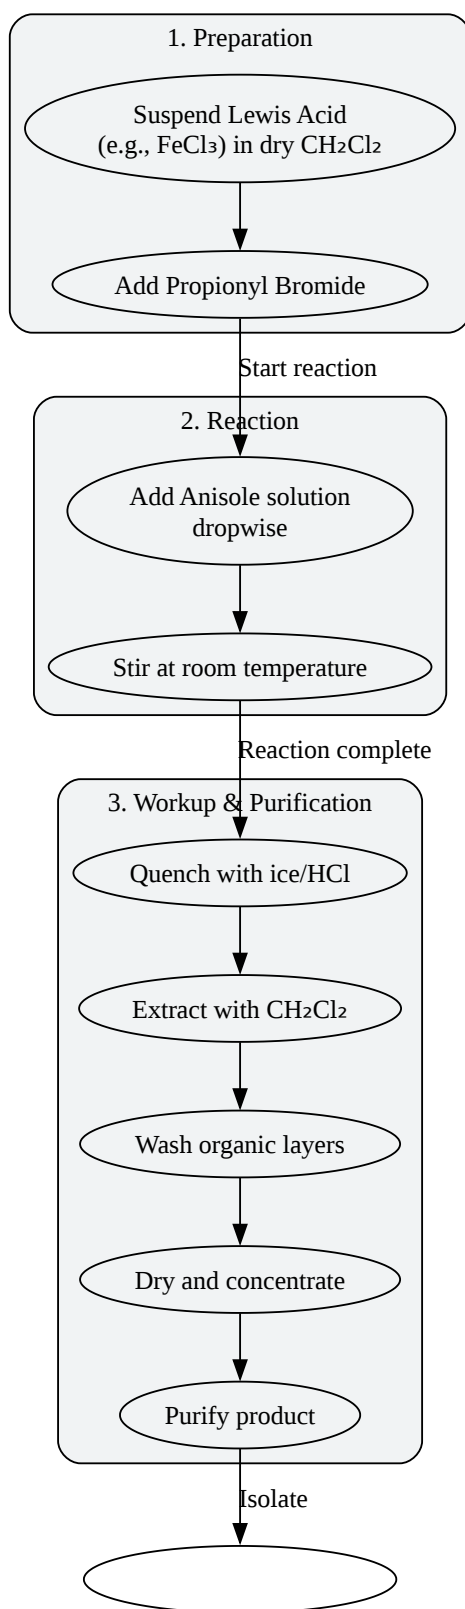 1. Preparation
Suspend Lewis Acid
(e.g., FeCl₃) in dry CH₂Cl₂
Add Propionyl Bromide
Start reaction
2. Reaction
Add Anisole solution
dropwise
Stir at room temperature
Reaction complete
3. Workup & Purification
Quench with ice/HCl
Extract with CH₂Cl₂
Wash organic layers
Dry and concentrate
Purify product
Isolate